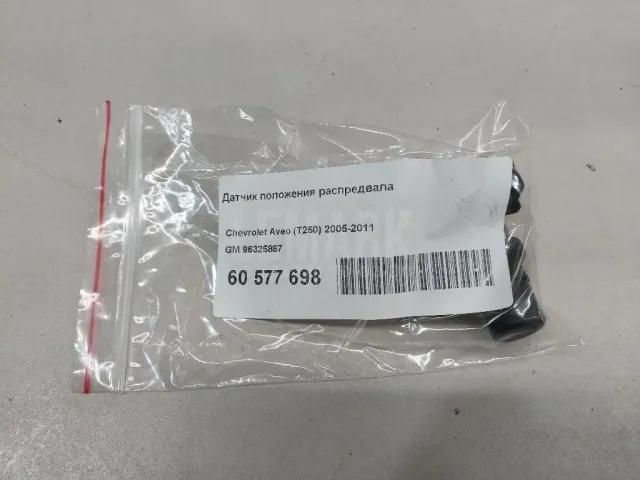 Датчик положения распредвала
Chevrolet Aveo (T250) 2005-2011
GM 96325867
60 577 698